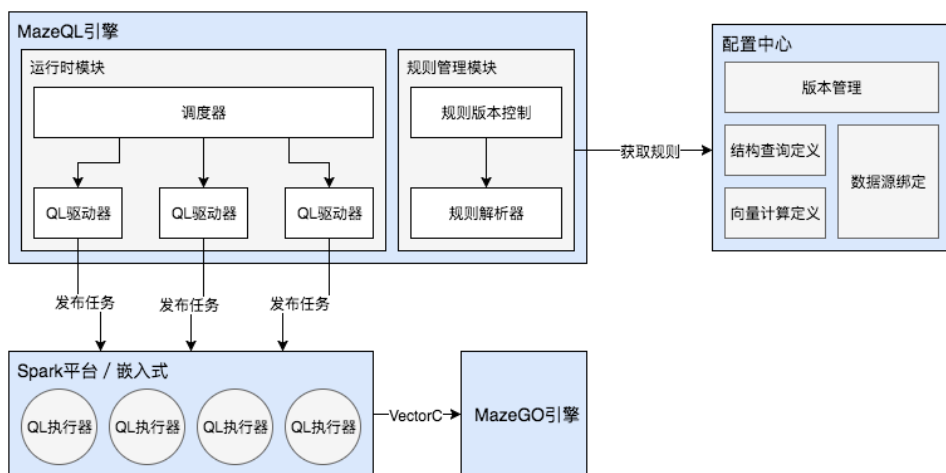 MazeQL引擎
运行时模块
调度器
QL驱动器
QL驱动器
QL驱动器
规则管理模块
规则版本控制
规则解析器
获取规则
配置中心
版本管理
结构查询定义
向量计算定义
数据源绑定
发布任务
发布任务
发布任务
Spark平台 / 嵌入式
QL执行器
QL执行器
QL执行器
QL执行器
VectorC
MazeGO引擎